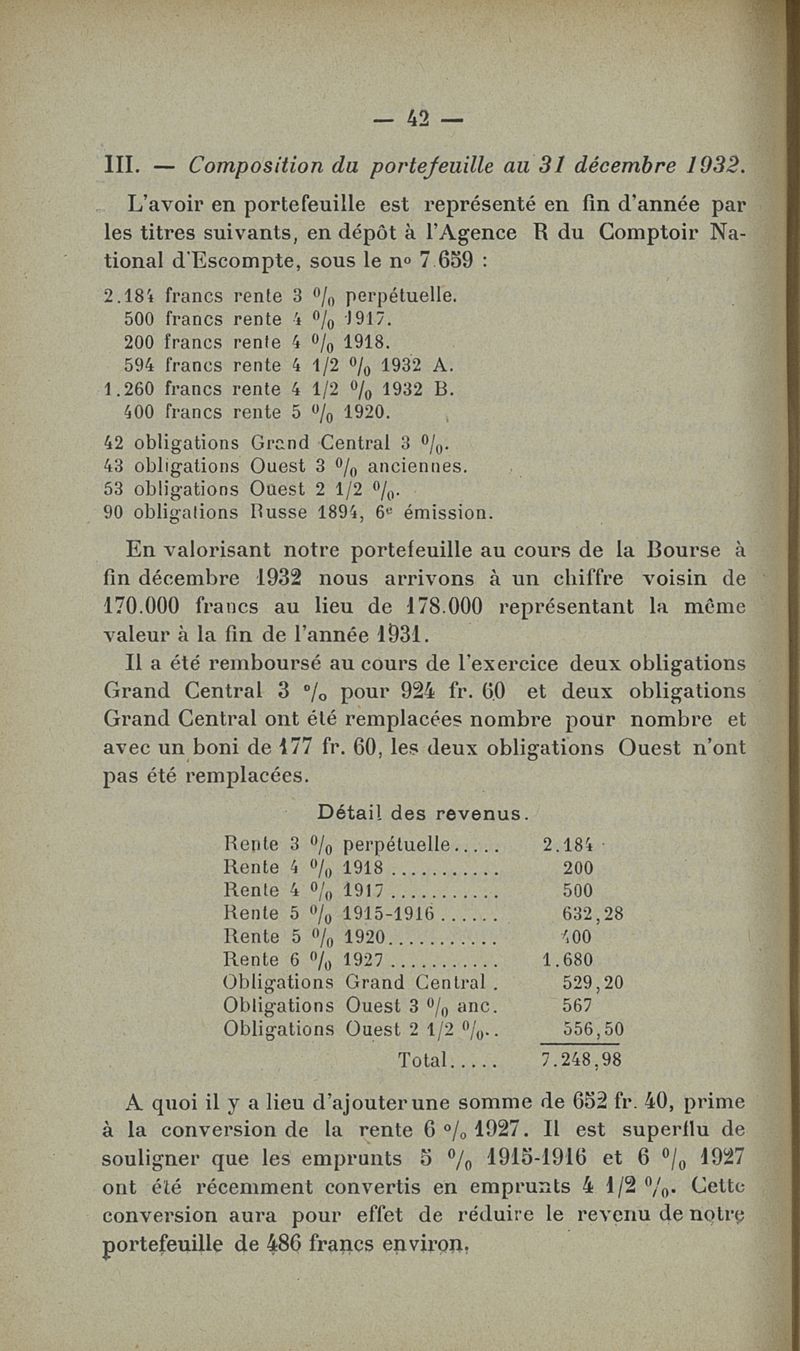 — 42 —
III. — Composition du portefeuille au 31 décembre 1932.
L'avoir en portefeuille est représenté en fin d'année par
les titres suivants, en dépôt à l'Agence R du Comptoir Na-
tional d'Escompte, sous le no 7.659 :
2.184 francs rente 3 % perpétuelle.
500 francs rente 4 % 1917.
200 francs rente 4 % 1918.
594 francs rente 4 1/2 % 1932 A.
1.260 francs rente 4 1/2 % 1932 B.
400 francs rente 5 % 1920.
42 obligations Grand Central 3 %.
43 obligations Ouest 3 % anciennes.
53 obligations Ouest 2 1/2 %.
90 obligations Russe 1894, 6e émission.
En valorisant notre portefeuille au cours de la Bourse à
fin décembre 1932 nous arrivons à un chiffre voisin de
170.000 francs au lieu de 178.000 représentant la même
valeur à la fin de l'année 1931.
Il a été remboursé au cours de l'exercice deux obligations
Grand Central 3 % pour 924 fr. 60 et deux obligations
Grand Central ont été remplacées nombre pour nombre et
avec un boni de 177 fr. 60, les deux obligations Ouest n'ont
pas été remplacées.
Détail des revenus.
Rente 3 % perpétuelle..... 2.184
Rente 4 % 1918........... 200
Rente 4 % 1917........... 500
Rente 5 % 1915-1916...... 632,28
Rente 5 % 1920........... 400
Rente 6 % 1927........... 1.680
Obligations Grand Central. 529,20
Obligations Ouest 3 % anc. 567
Obligations Ouest 2 1/2 %.. 556,50
Total..... 7.248,98
A quoi il y a lieu d'ajouter une somme de 652 fr. 40, prime
à la conversion de la rente 6 % 1927. Il est superflu de
souligner que les emprunts 5 % 1915-1916 et 6 % 1927
ont été récemment convertis en emprunts 4 1/2 %. Cette
conversion aura pour effet de réduire le revenu de notre
portefeuille de 486 francs environ.